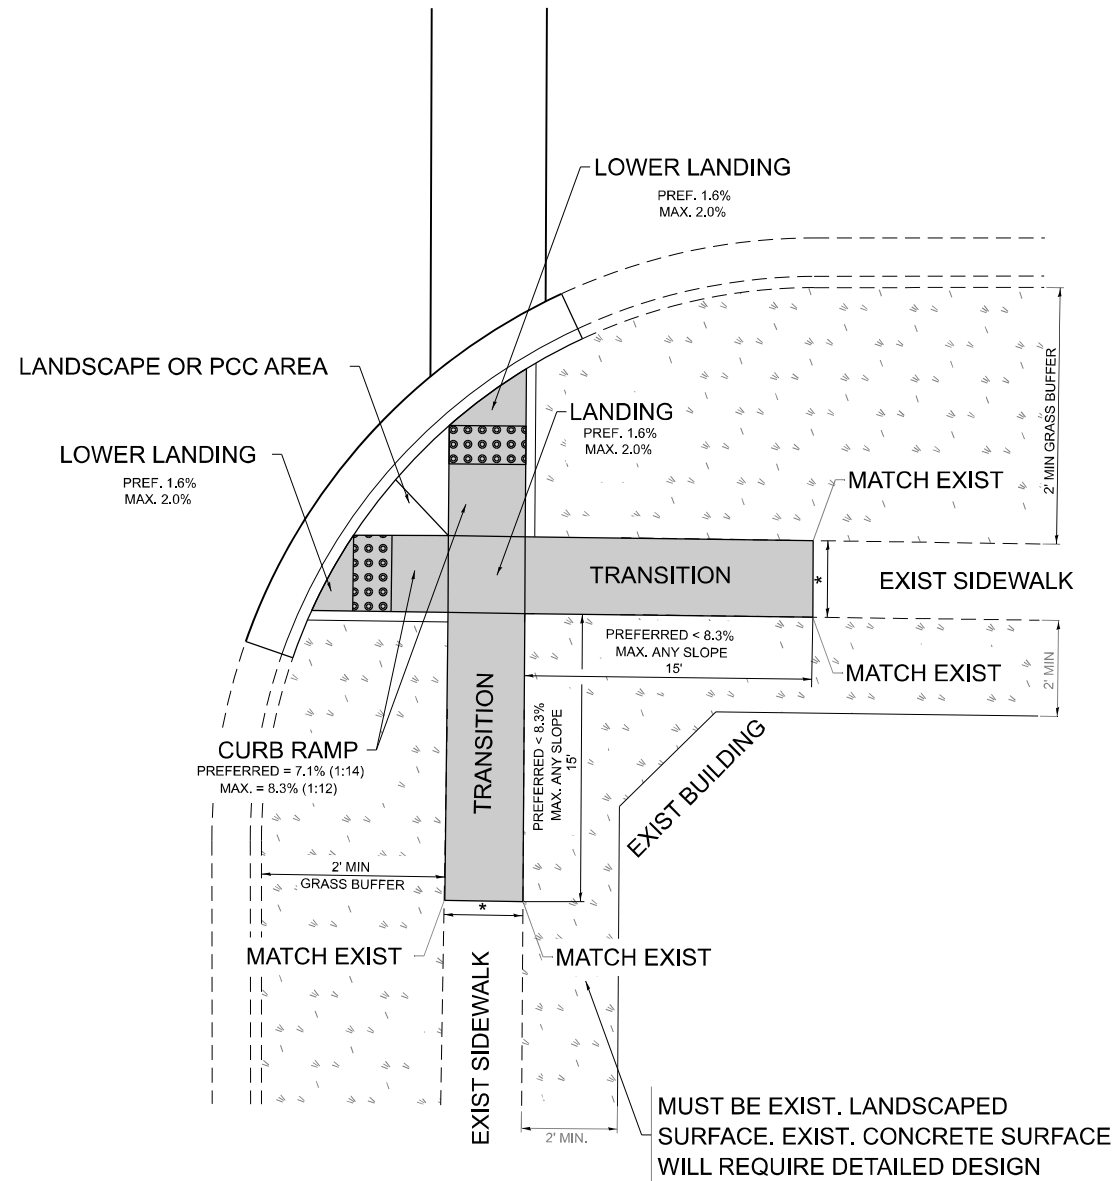 LOWER LANDING
PREF. 1.6%
MAX. 2.0%
LANDSCAPE OR PCC AREA
LANDING
PREF. 1.6%
MAX. 2.0%
2' MIN GRASS BUFFER
LOWER LANDING
PREF. 1.6%
MAX. 2.0%
MATCH EXIST
TRANSITION
*
EXIST SIDEWALK
PREFERRED < 8.3%
MAX. ANY SLOPE
15'
MATCH EXIST
2' MIN
TRANSITION
PREFERRED < 8.3%
MAX. ANY SLOPE
15'
CURB RAMP
PREFERRED = 7.1% (1:14)
MAX. = 8.3% (1:12)
EXIST BUILDING
2' MIN
GRASS BUFFER
*
MATCH EXIST
MATCH EXIST
EXIST SIDEWALK
2' MIN.
MUST BE EXIST. LANDSCAPED
SURFACE. EXIST. CONCRETE SURFACE
WILL REQUIRE DETAILED DESIGN